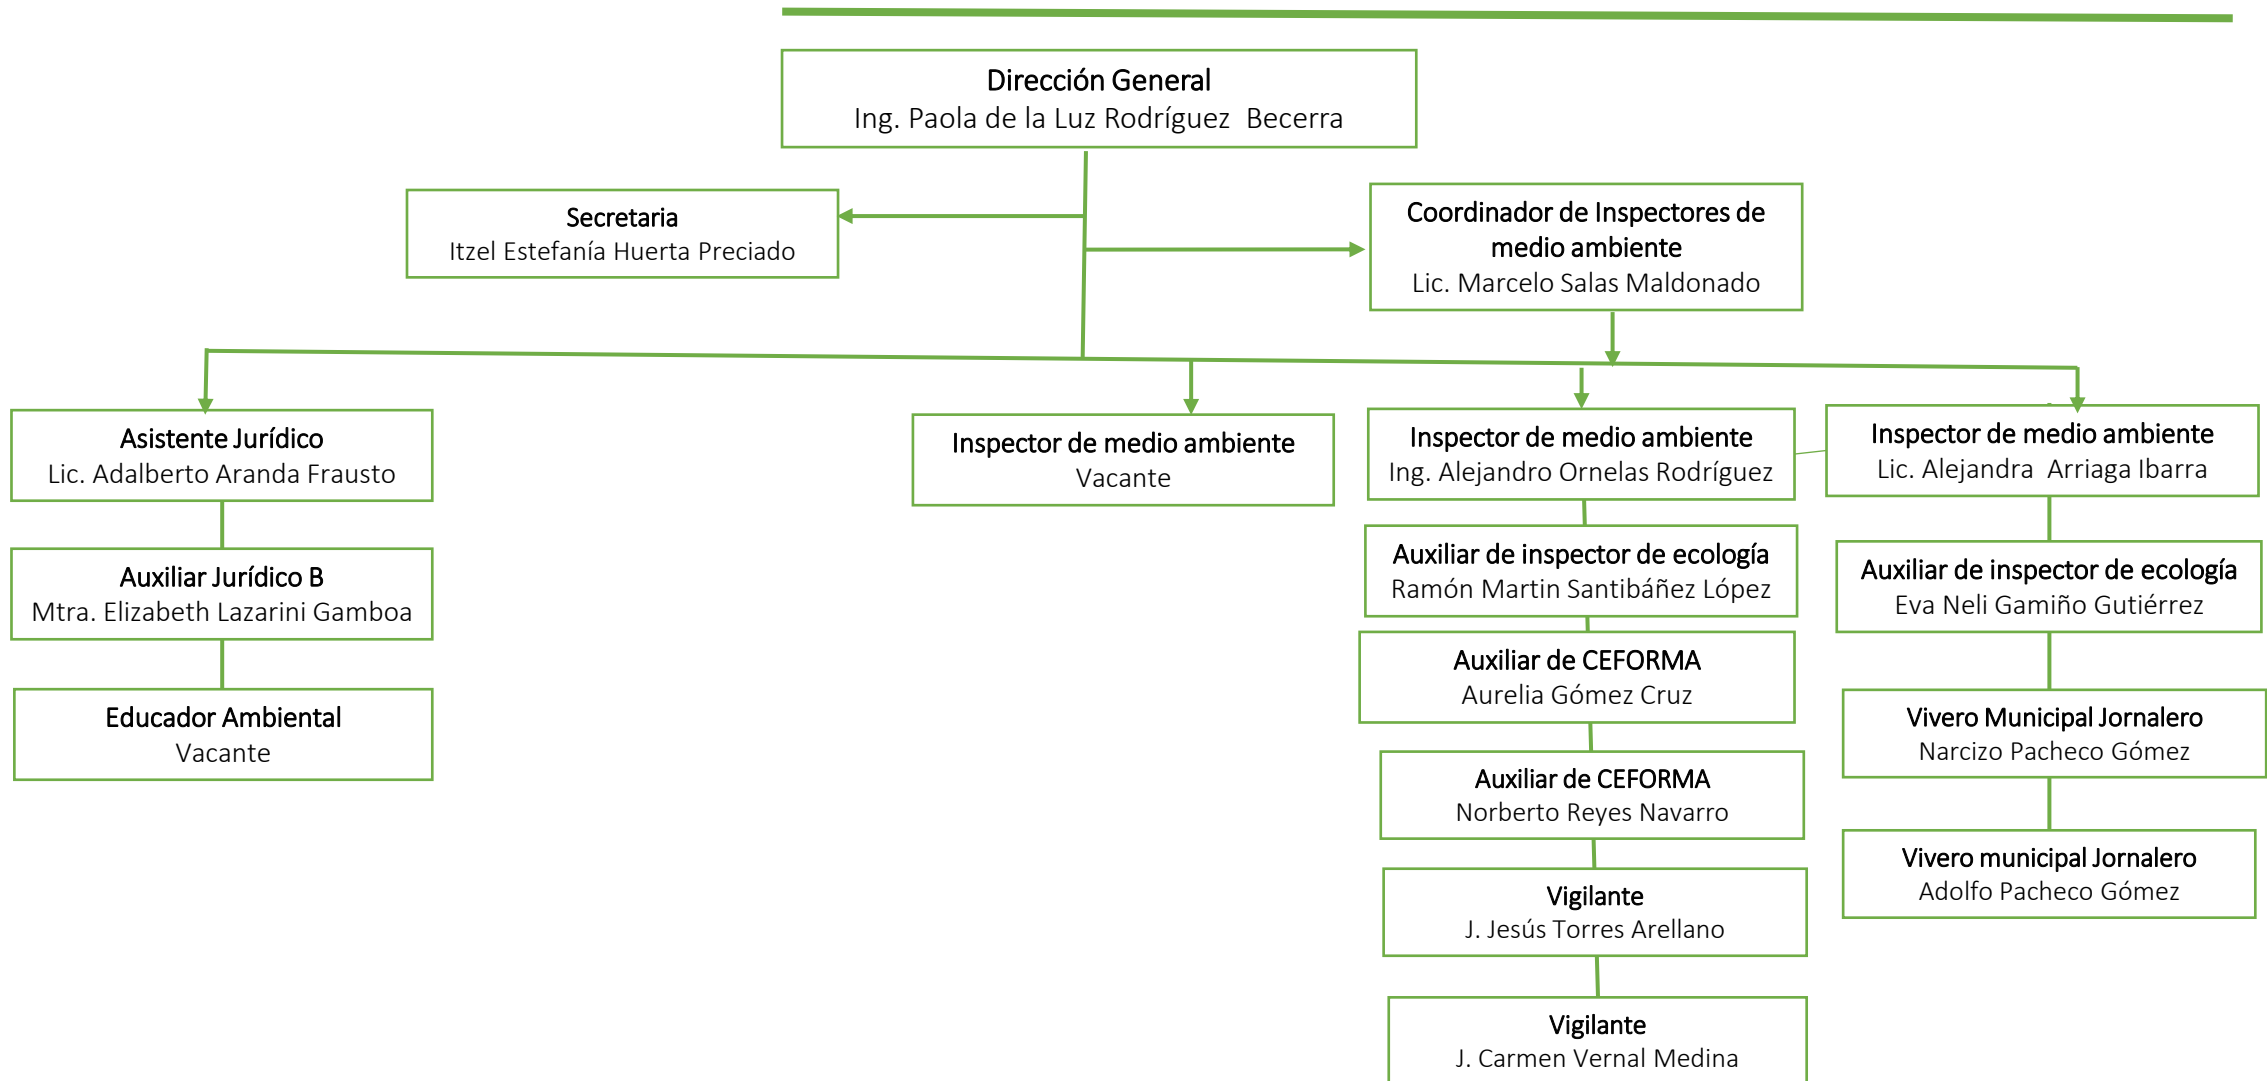 Dirección General
Ing. Paola de la Luz Rodríguez  Becerra
Secretaria
Itzel Estefanía Huerta Preciado
Coordinador de Inspectores de
medio ambiente
Lic. Marcelo Salas Maldonado
Asistente Jurídico
Lic. Adalberto Aranda Frausto
Auxiliar Jurídico B
Mtra. Elizabeth Lazarini Gamboa
Educador Ambiental
Vacante
Inspector de medio ambiente
Vacante
Inspector de medio ambiente
Ing. Alejandro Ornelas Rodríguez
Auxiliar de inspector de ecología
Ramón Martin Santibáñez López
Auxiliar de CEFORMA
Aurelia Gómez Cruz
Auxiliar de CEFORMA
Norberto Reyes Navarro
Vigilante
J. Jesús Torres Arellano
Vigilante
J. Carmen Vernal Medina
Inspector de medio ambiente
Lic. Alejandra  Arriaga Ibarra
Auxiliar de inspector de ecología
Eva Neli Gamiño Gutiérrez
Vivero Municipal Jornalero
Narcizo Pacheco Gómez
Vivero municipal Jornalero
Adolfo Pacheco Gómez